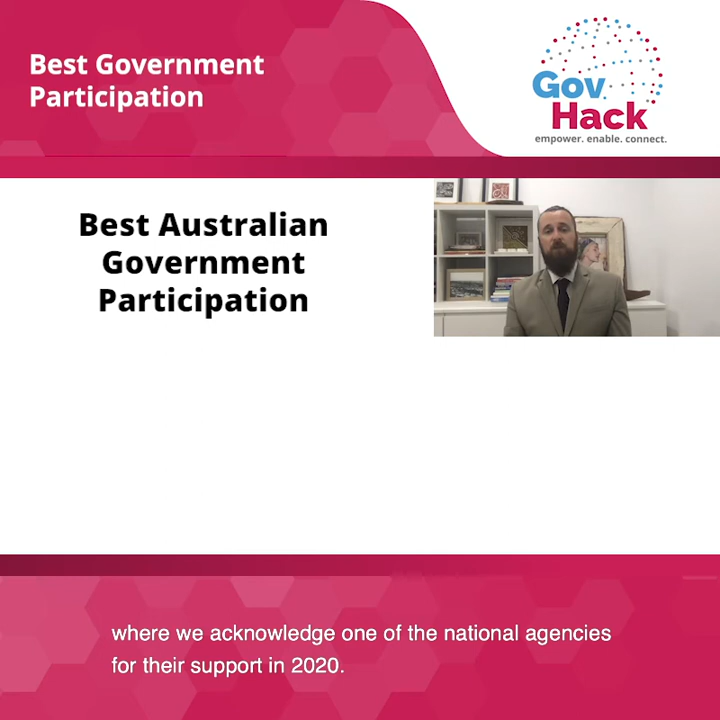 Best Government
Participation
Gov
Hack
empower. enable. connect.
Best Australian
Government
Participation
where we acknowledge one of the national agencies
for their support in 2020.